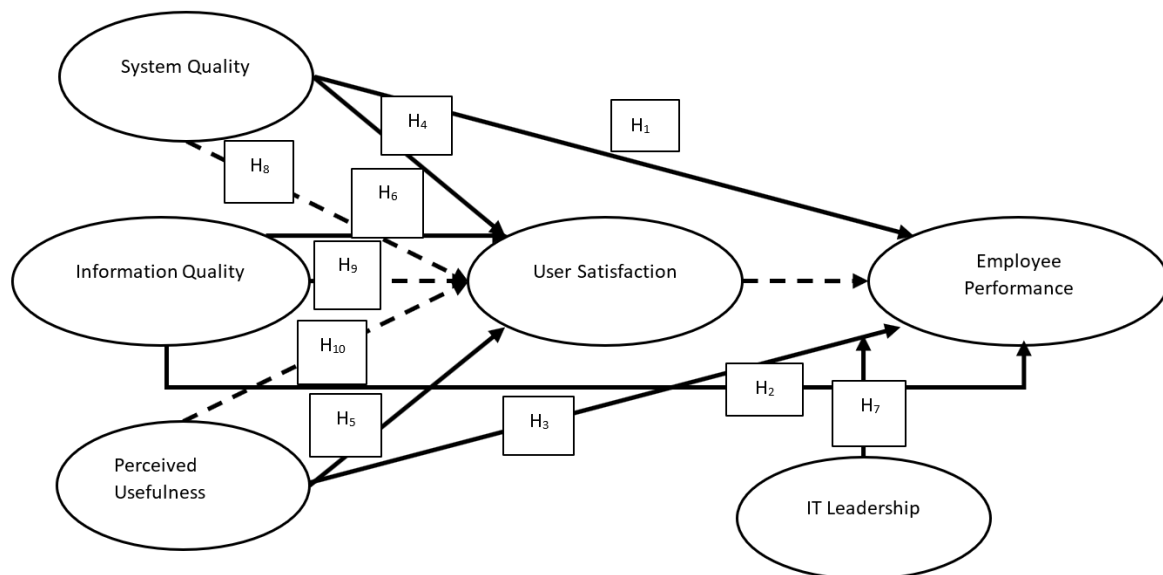 System Quality
H₄
H₁
H₈
H₆
Information Quality
H₉
User Satisfaction
Employee
Performance
H₁₀
H₂
H₅
H₃
H₇
Perceived
Usefulness
IT Leadership